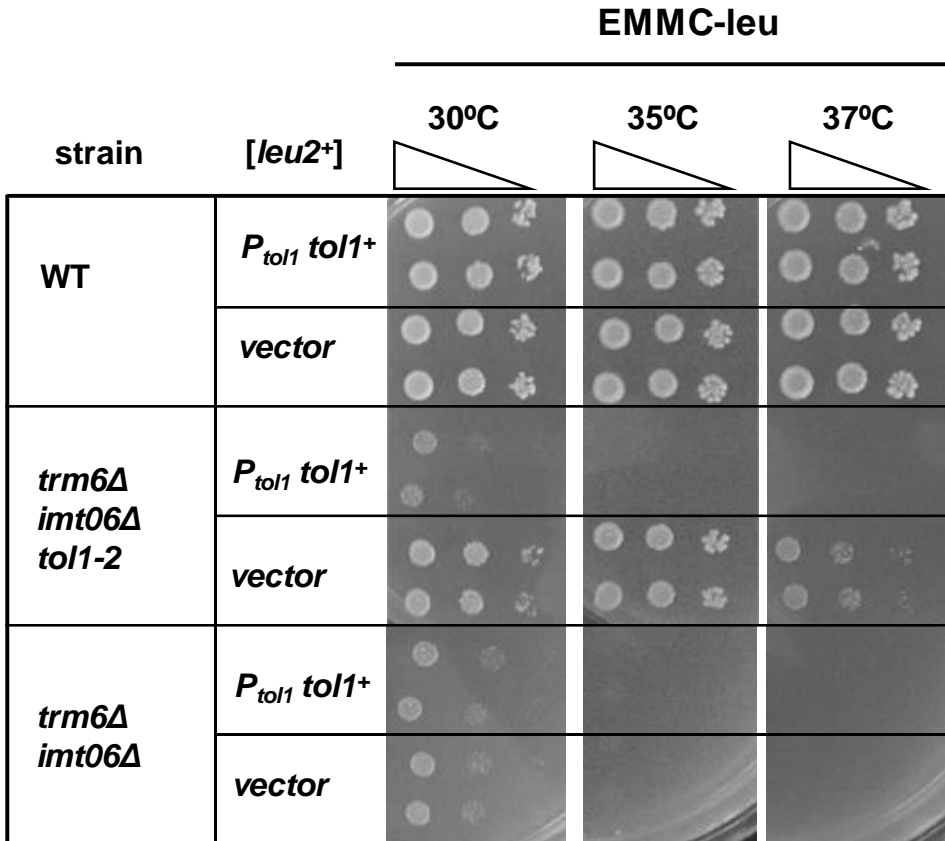 EMMC-leu
30ºC 35ºC 37ºC
strain [leu2+]
WT
Ptol1 tol1+
vector
trm6Δ
imt06Δ
tol1-2
Ptol1 tol1+
vector
trm6Δ
imt06Δ
Ptol1 tol1+
vector